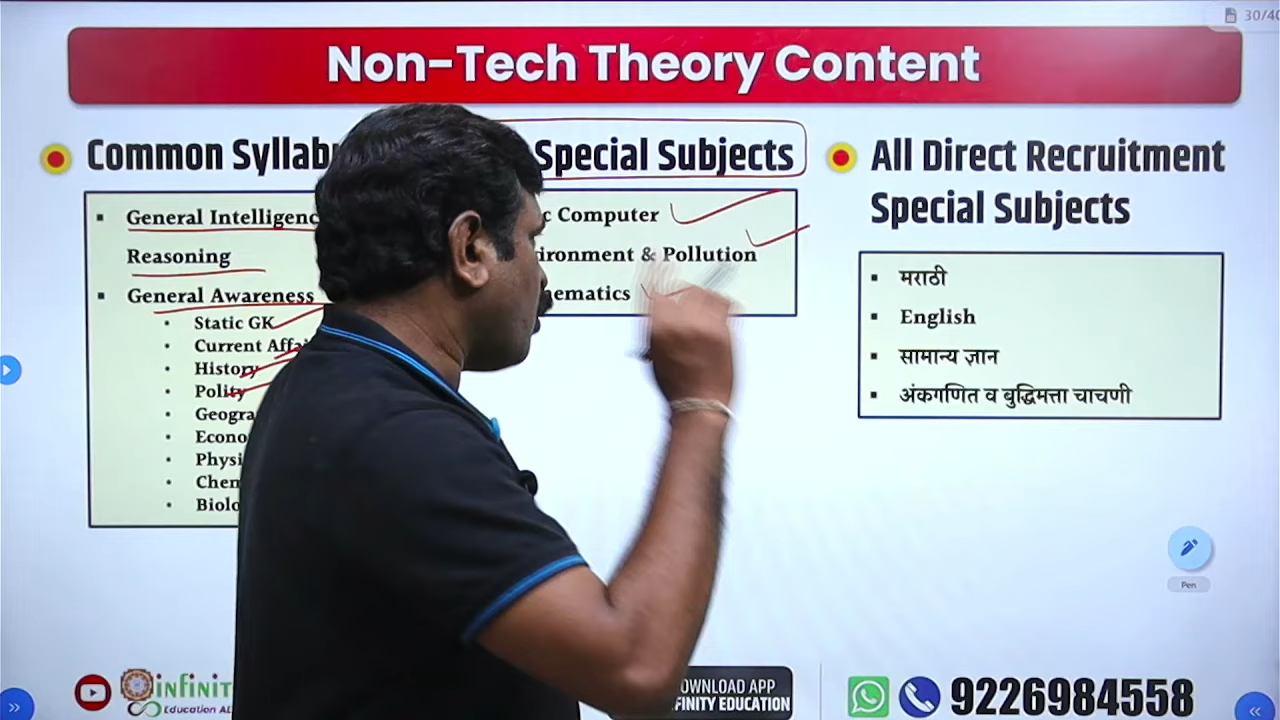 30/40
Non-Tech Theory Content
Common Syllab
General Intelligenc
Reasoning
General Awareness
Static GK
Current Affai
History
Polity
Geogra
Econo
Physi
Chem
Biolo
Special Subjects
c Computer
ironment & Pollution
hematics
All Direct Recruitment
Special Subjects
मराठी
English
सामान्य ज्ञान
अंकगणित व बुद्धिमत्ता चाचणी
Pen
infinit
Education
OWNLOAD APP
FINITY EDUCATION
9226984558